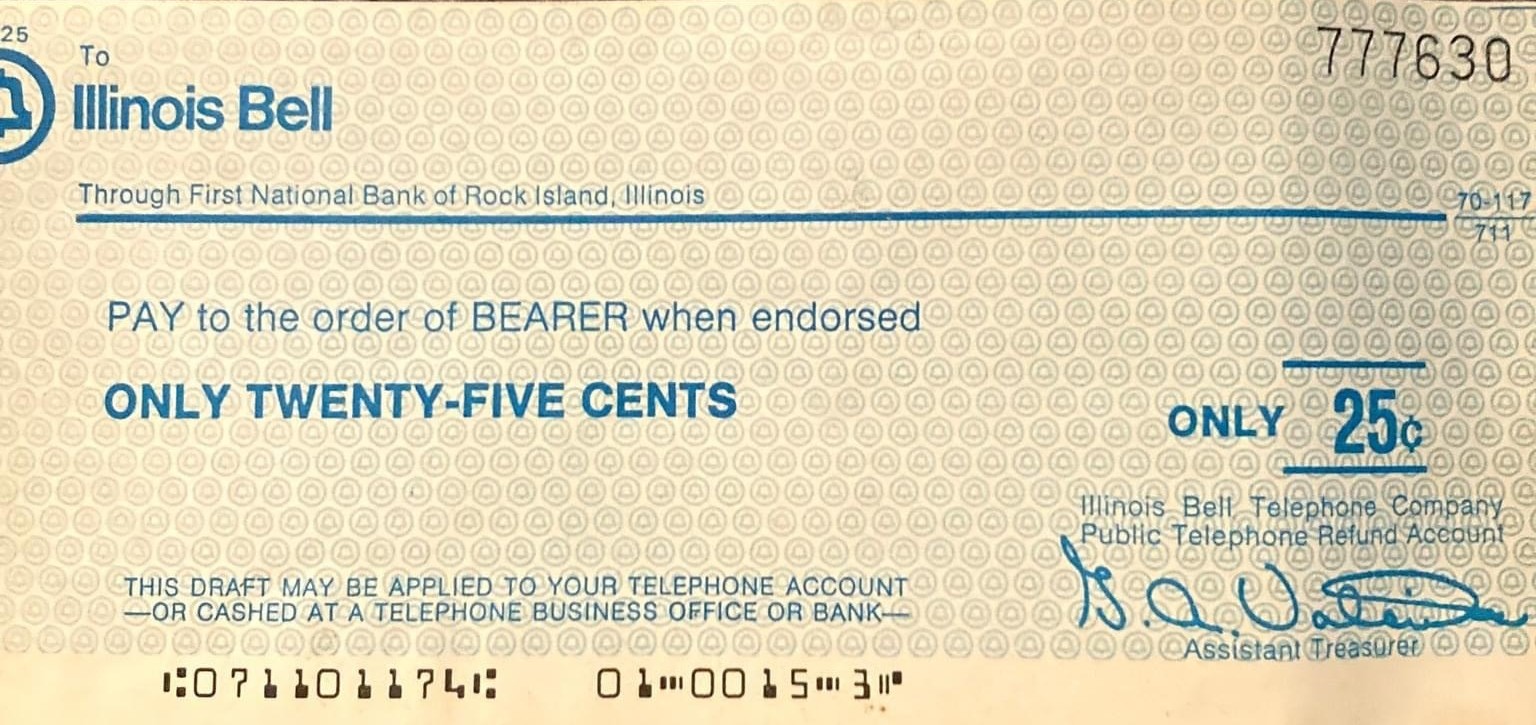 25
To
777630
Illinois Bell
Through First National Bank of Rock Island, Illinois
70-117
711
PAY to the order of BEARER when endorsed
ONLY TWENTY-FIVE CENTS
ONLY 25¢
Illinois Bell Telephone Company
Public Telephone Refund Account
THIS DRAFT MAY BE APPLIED TO YOUR TELEPHONE ACCOUNT
—OR CASHED AT A TELEPHONE BUSINESS OFFICE OR BANK—
Assistant Treasurer
⑆071101174⑆ 01⑉0015⑉3⑈